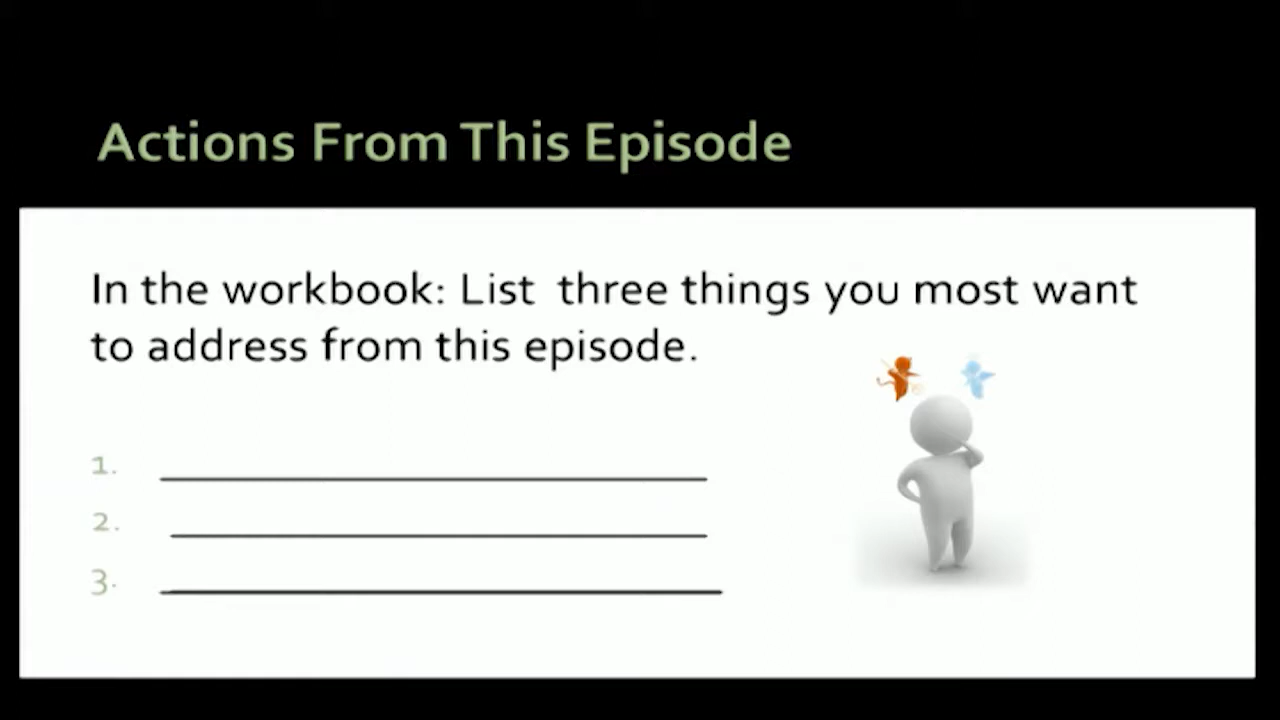 Actions From This Episode
In the workbook: List  three things you most want
to address from this episode.
1.
2.
3.